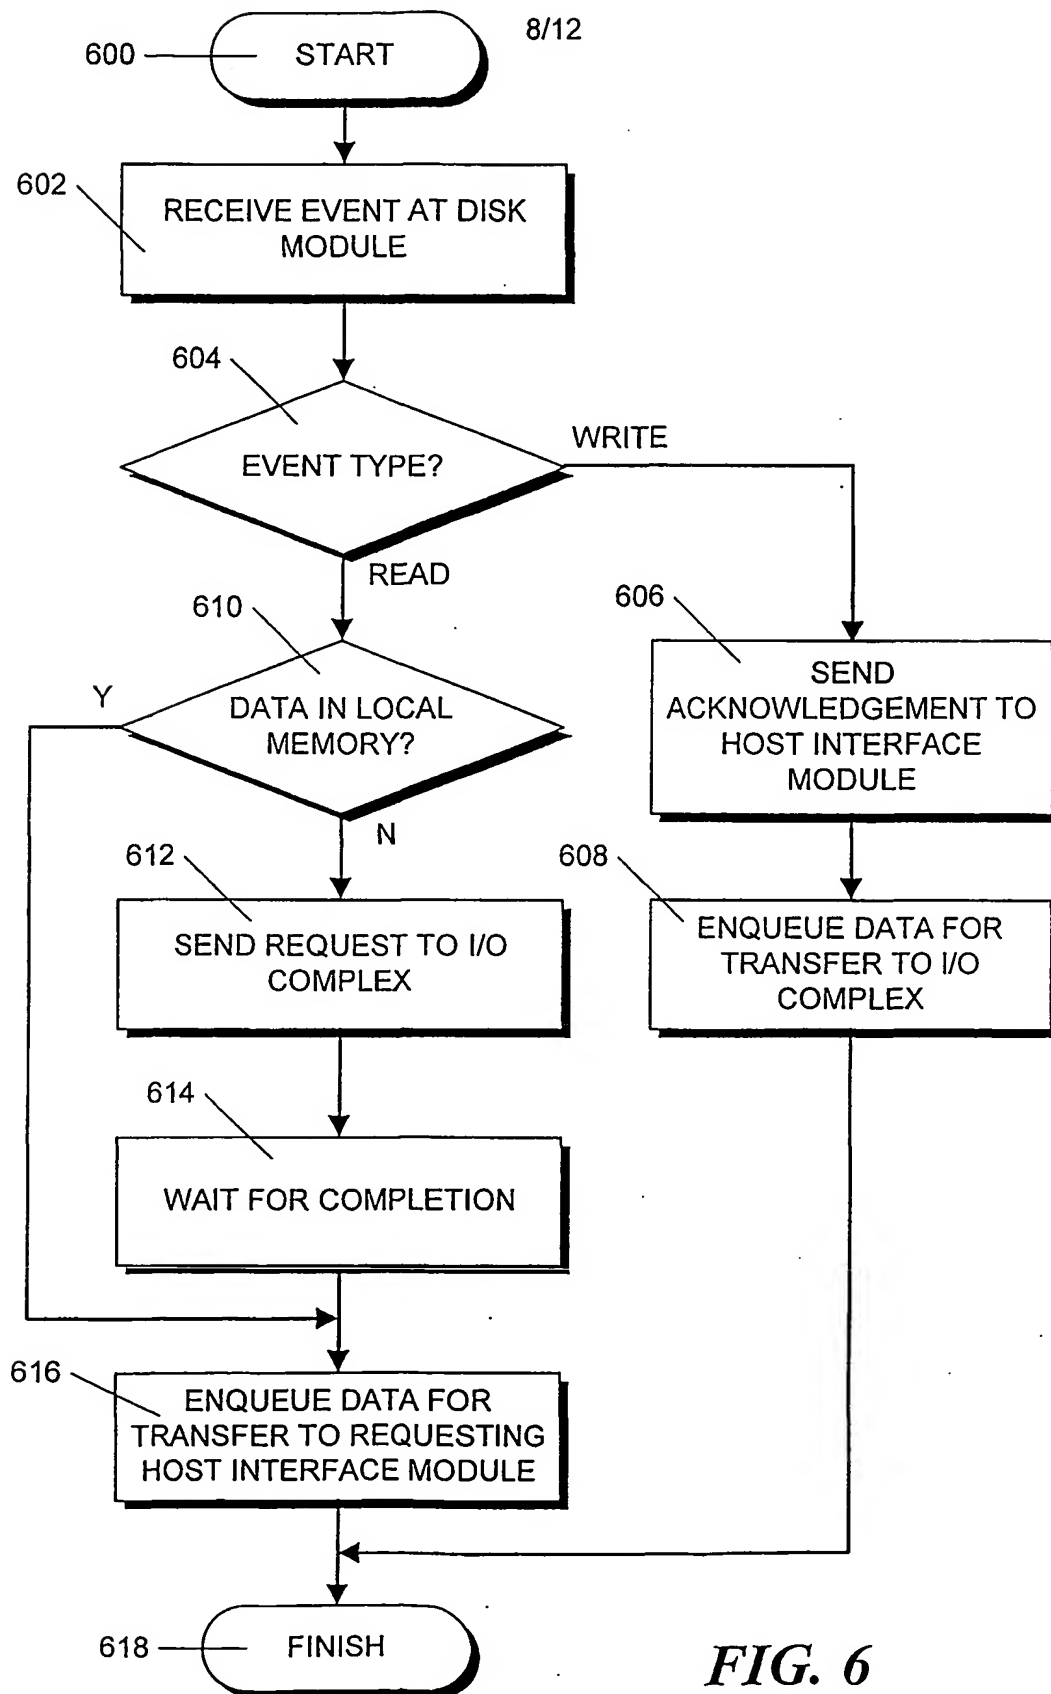 8/12
600
START
602
RECEIVE EVENT AT DISK
MODULE
604
EVENT TYPE?
WRITE
READ
610
Y
DATA IN LOCAL
MEMORY?
N
606
SEND
ACKNOWLEDGEMENT TO
HOST INTERFACE
MODULE
612
SEND REQUEST TO I/O
COMPLEX
608
ENQUEUE DATA FOR
TRANSFER TO I/O
COMPLEX
614
WAIT FOR COMPLETION
616
ENQUEUE DATA FOR
TRANSFER TO REQUESTING
HOST INTERFACE MODULE
618
FINISH
FIG. 6